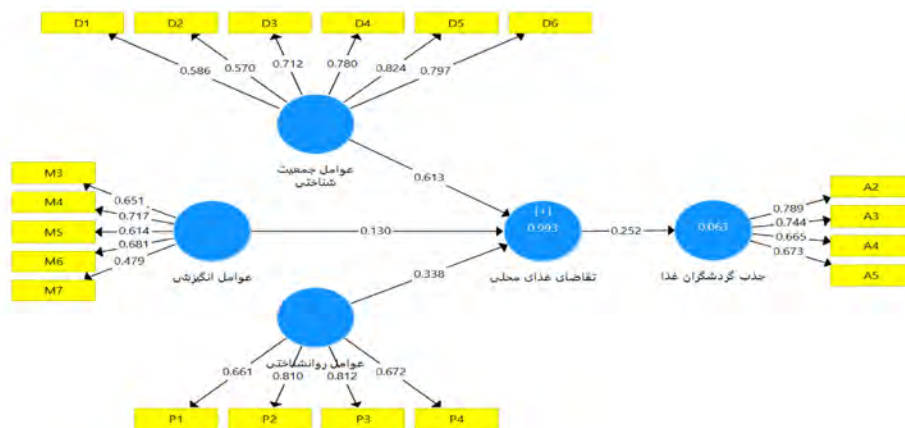 D1 D2 D3 D4 D5 D6
0.586 0.570 0.712 0.780 0.824 0.797
عوامل جمعیت
شناختی
0.613
M3
M4
M5
M6
M7
0.651
0.717
0.614
0.681
0.479
عوامل انگیزشی
0.130
[+]
0.993
تقاضای غذای محلی
0.252
0.063
جذب گردشگران غذا
0.789
0.744
0.665
0.673
A2
A3
A4
A5
0.338
عوامل روانشناختی
0.661 0.810 0.812 0.672
P1 P2 P3 P4